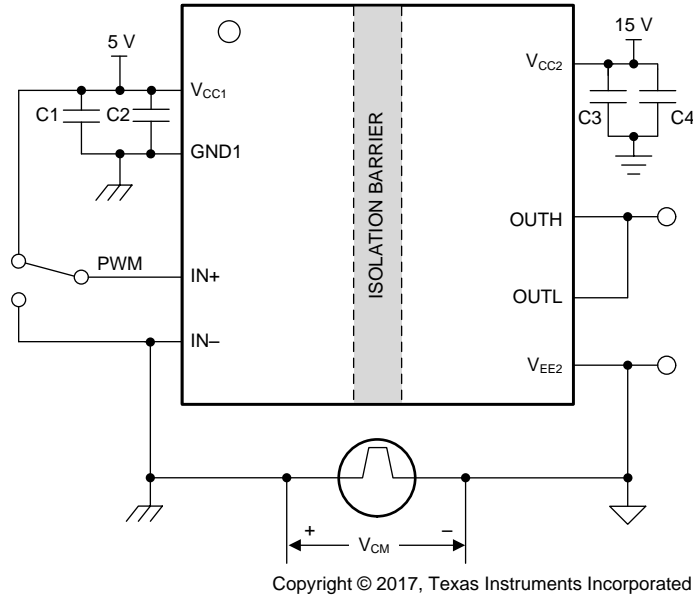 5 V
15 V
VCC1
VCC2
C1
C2
C3
C4
GND1
ISOLATION BARRIER
OUTH
PWM
IN+
OUTL
IN–
VEE2
+
–
VCM
Copyright © 2017, Texas Instruments Incorporated